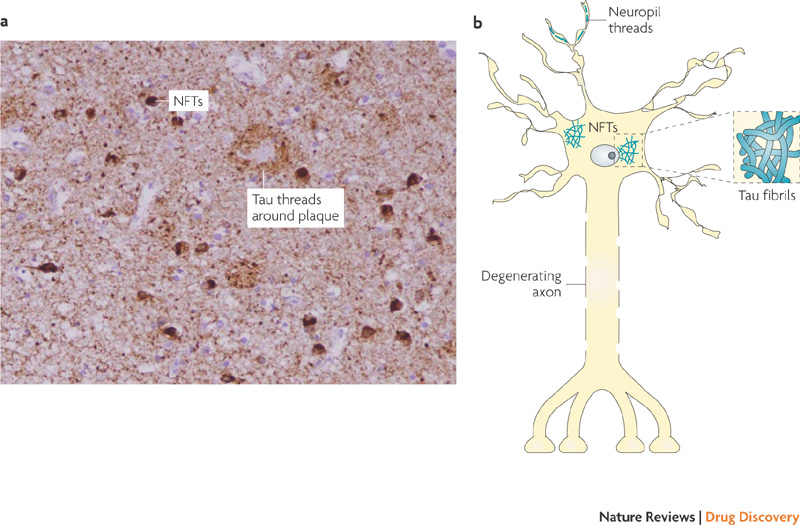 a
NFTs
Tau threads
around plaque
b
Neuropil
threads
NFTs
Tau fibrils
Degenerating
axon
Nature Reviews | Drug Discovery